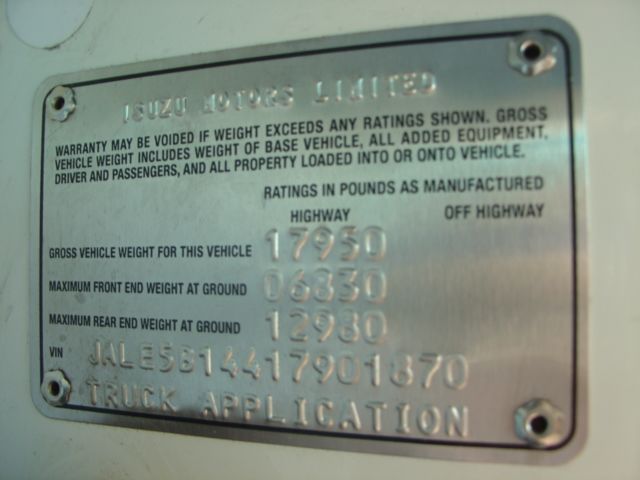 ISUZU MOTORS LIMITED
WARRANTY MAY BE VOIDED IF WEIGHT EXCEEDS ANY RATINGS SHOWN. GROSS
VEHICLE WEIGHT INCLUDES WEIGHT OF BASE VEHICLE, ALL ADDED EQUIPMENT,
DRIVER AND PASSENGERS, AND ALL PROPERTY LOADED INTO OR ONTO VEHICLE.
RATINGS IN POUNDS AS MANUFACTURED
HIGHWAY OFF HIGHWAY
GROSS VEHICLE WEIGHT FOR THIS VEHICLE 17950
MAXIMUM FRONT END WEIGHT AT GROUND 06830
MAXIMUM REAR END WEIGHT AT GROUND 12980
VIN JALE5B14417901870
TRUCK APPLICATION